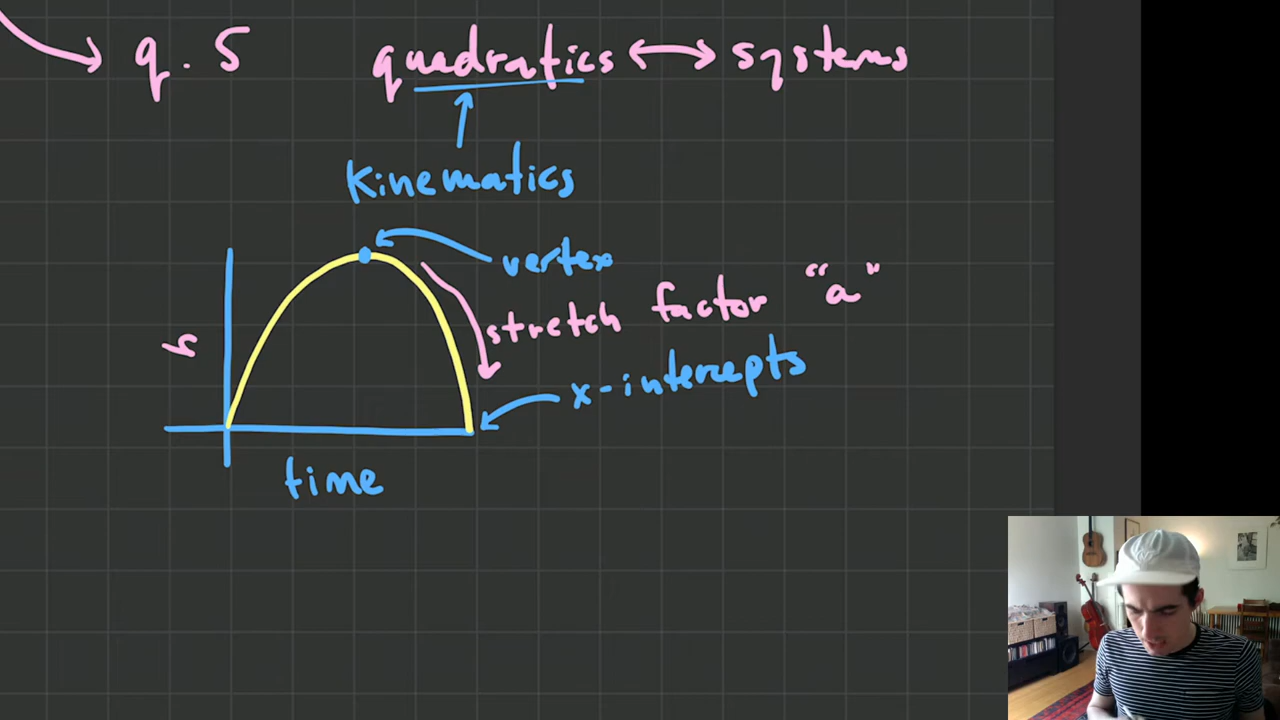 q. 5 quadratics ↔ systems
Kinematics
vertex
stretch factor "a"
h
x-intercepts
time